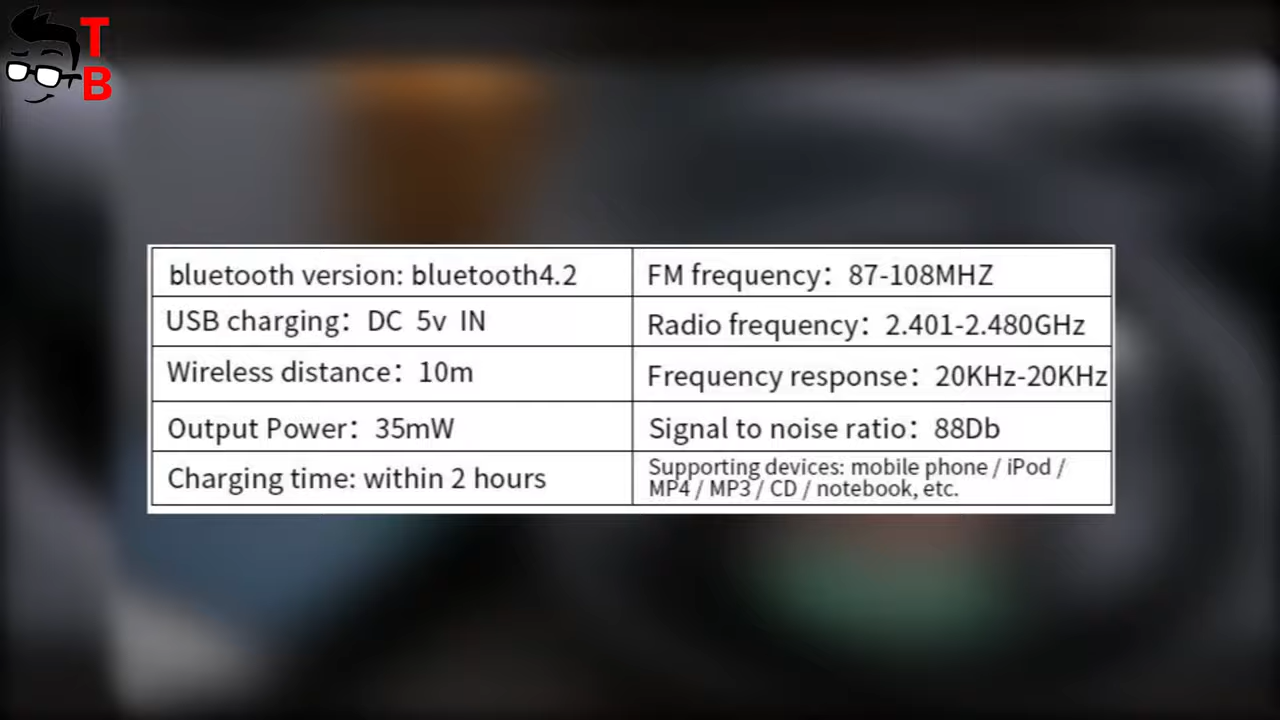 T
B
bluetooth version: bluetooth4.2
FM frequency：87-108MHZ
USB charging：DC 5v IN
Radio frequency：2.401-2.480GHz
Wireless distance：10m
Frequency response：20KHz-20KHz
Output Power：35mW
Signal to noise ratio：88Db
Charging time: within 2 hours
Supporting devices: mobile phone / iPod /
MP4 / MP3 / CD / notebook, etc.